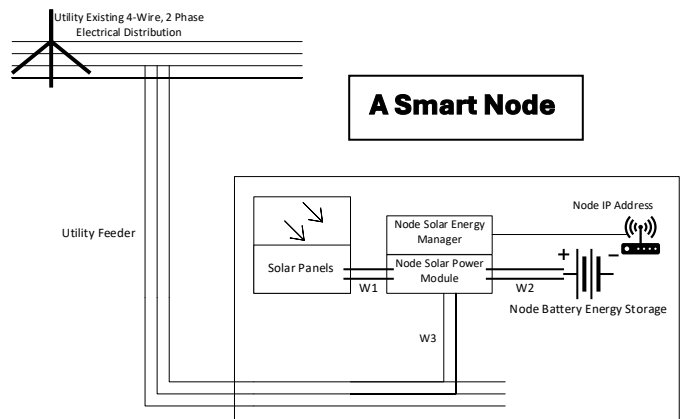 Utility Existing 4-Wire, 2 Phase
Electrical Distribution
A Smart Node
Utility Feeder
Node IP Address
Node Solar Energy
Manager
Solar Panels
Node Solar Power
Module
+
−
W1
W2
Node Battery Energy Storage
W3